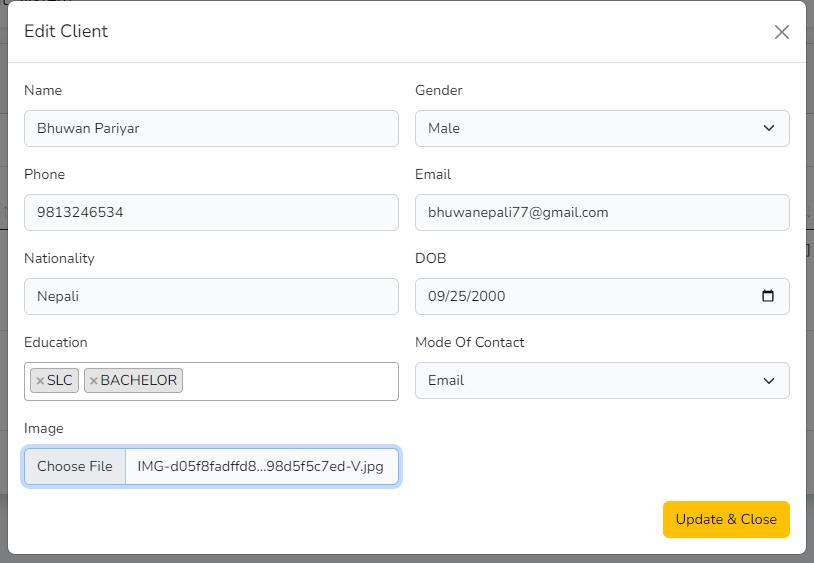 Edit Client
Name Gender
Bhuwan Pariyar Male
Phone Email
9813246534 bhuwanepali77@gmail.com
Nationality DOB
Nepali 09/25/2000
Education Mode Of Contact
×SLC ×BACHELOR Email
Image
Choose File IMG-d05f8fadffd8...98d5f5c7ed-V.jpg
Update & Close